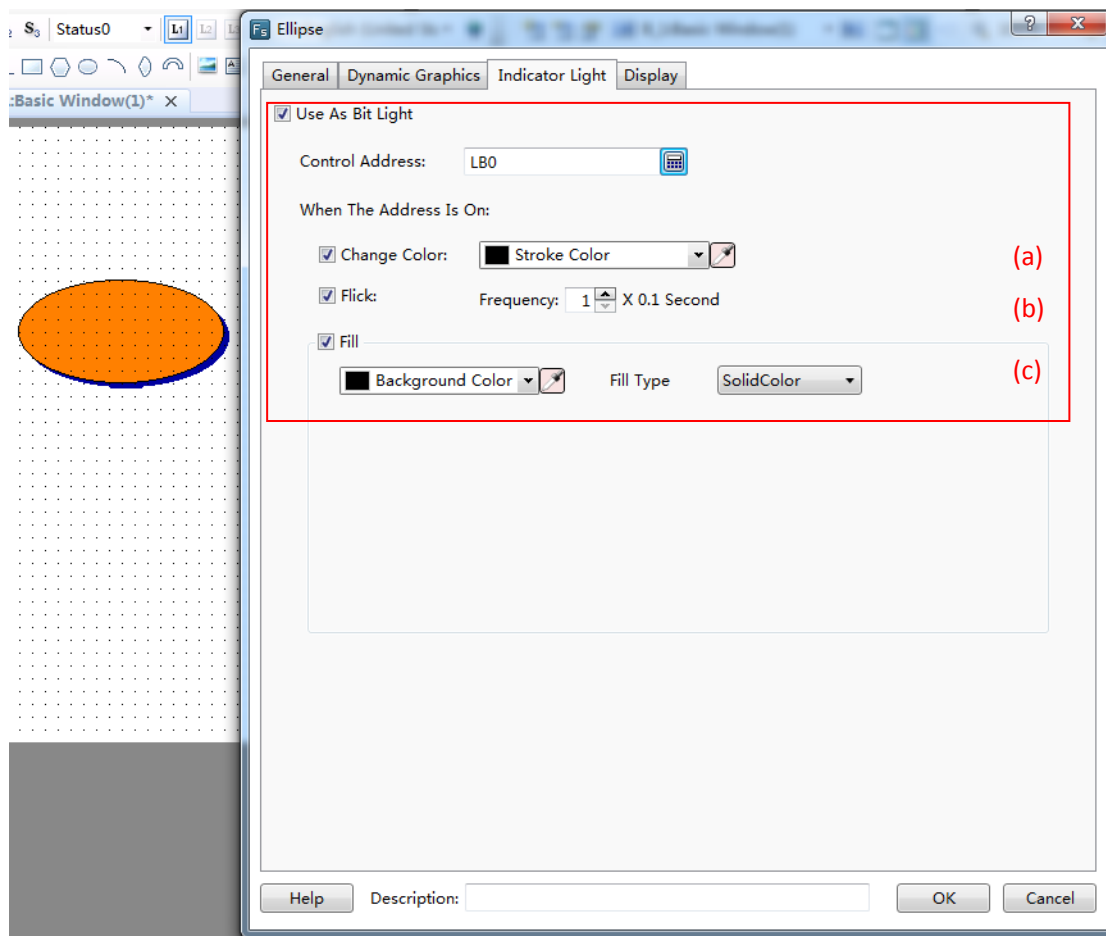 S3 Status0 L1 L2
:Basic Window(1)* X
Fs Ellipse
General Dynamic Graphics Indicator Light Display
Use As Bit Light
Control Address: LB0
When The Address Is On:
Change Color: Stroke Color (a)
Flick: Frequency: 1 X 0.1 Second (b)
Fill
Background Color Fill Type SolidColor (c)
Help Description: OK Cancel